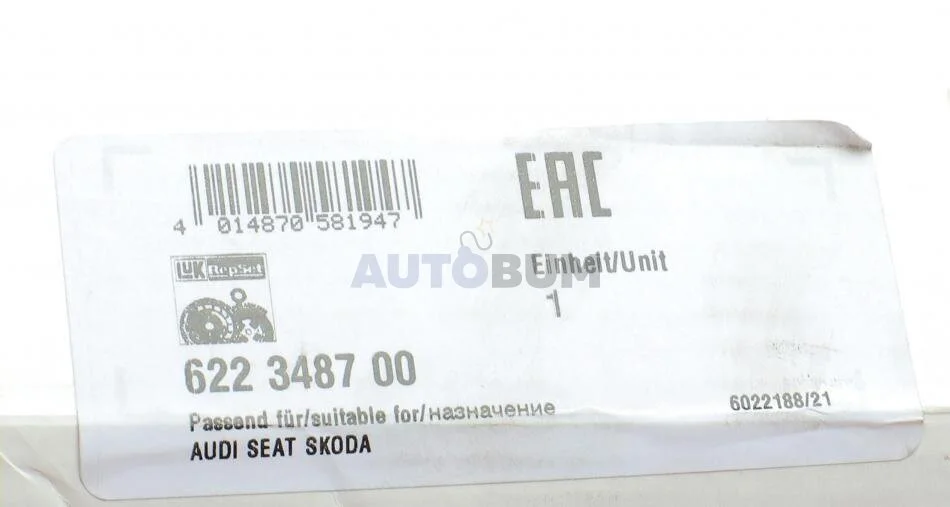 EAC
4 014870 581947
LUK RepSet
AUTOBUM
Einheit/Unit
1
622 3487 00
Passend für/suitable for/назначение
6022188/21
AUDI SEAT SKODA